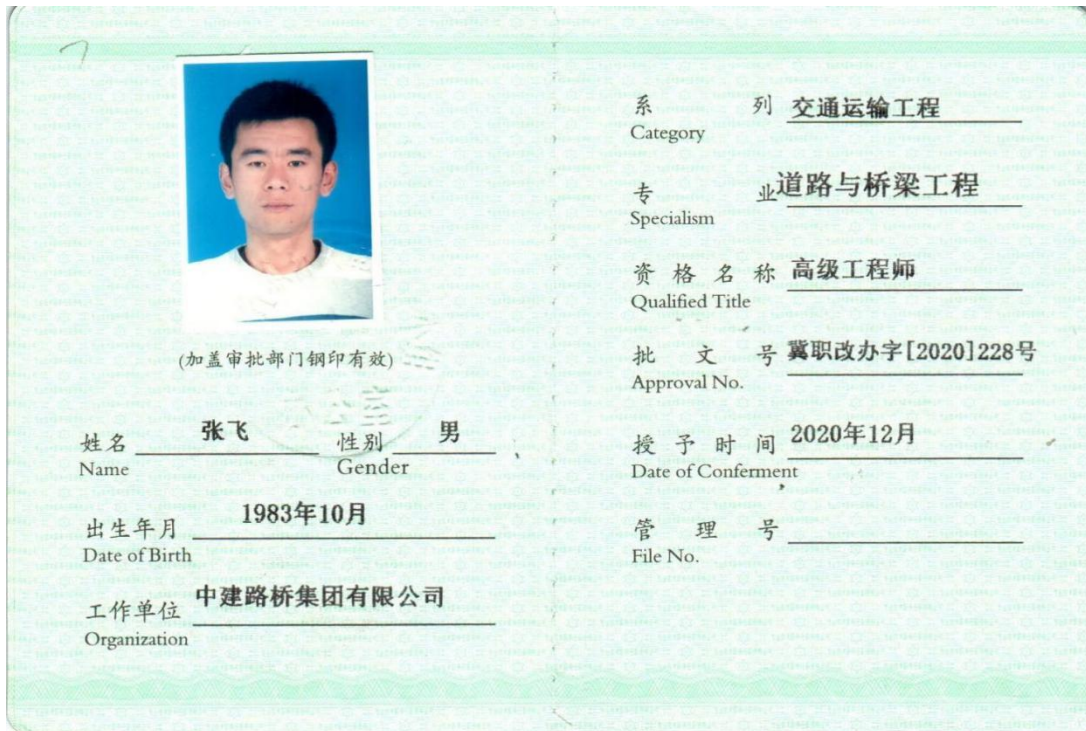 (加盖审批部门钢印有效)
姓名 张飞 性别 男
Name Gender
出生年月 1983年10月
Date of Birth
工作单位 中建路桥集团有限公司
Organization
系列 交通运输工程
Category
专业 道路与桥梁工程
Specialism
资格名称 高级工程师
Qualified Title
批文号 冀职改办字[2020]228号
Approval No.
授予时间 2020年12月
Date of Conferment
管理号
File No.